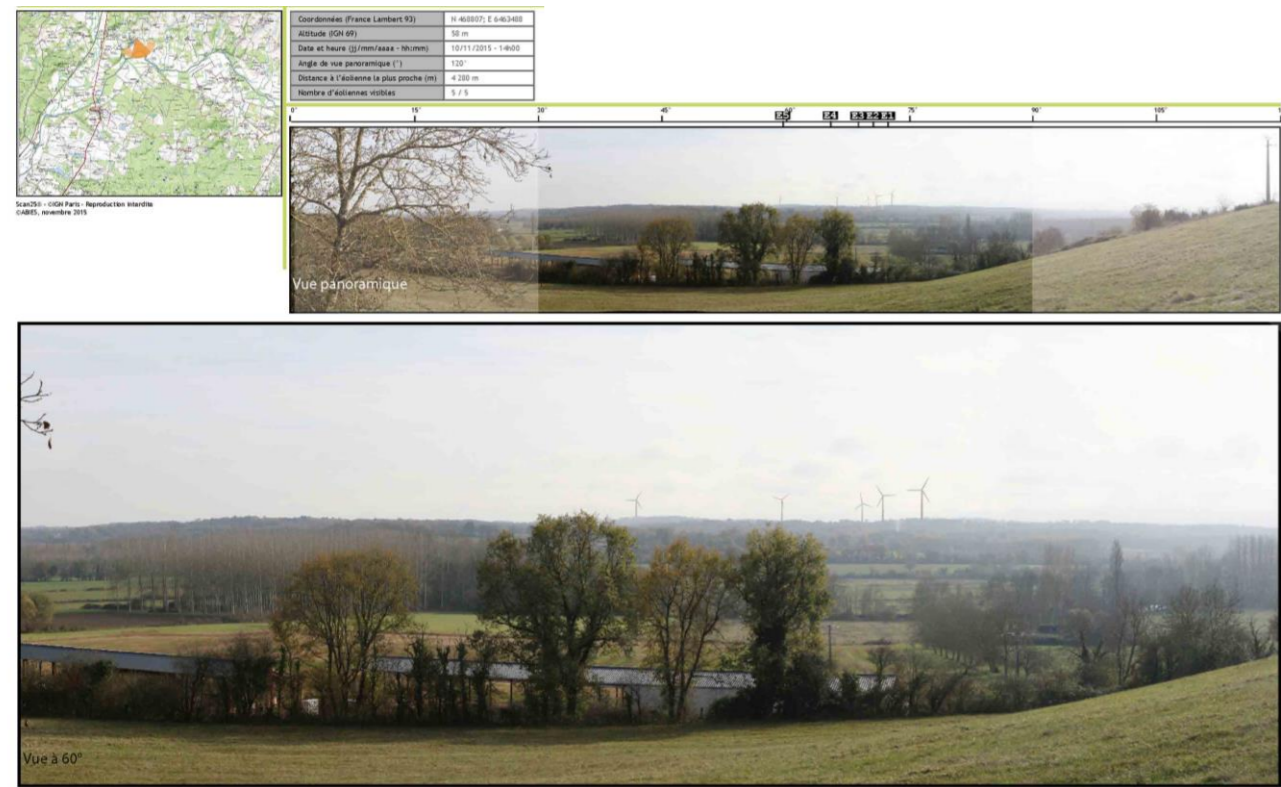 Coordonnées (France Lambert 93) N 468807; E 6463488
Altitude (IGN 69) 58 m
Date et heure (jj/mm/aaaa - hh:mm) 10/11/2015 - 14h00
Angle de vue panoramique (°) 120°
Distance à l'éolienne la plus proche (m) 4 280 m
Nombre d'éoliennes visibles 5 / 5
0° 15° 30° 45° 75° 90° 105°
E5 E4 E3 E2 E1
Scan25® - ©IGN Paris - Reproduction interdite
©ABIES, novembre 2015
Vue panoramique
Vue à 60°